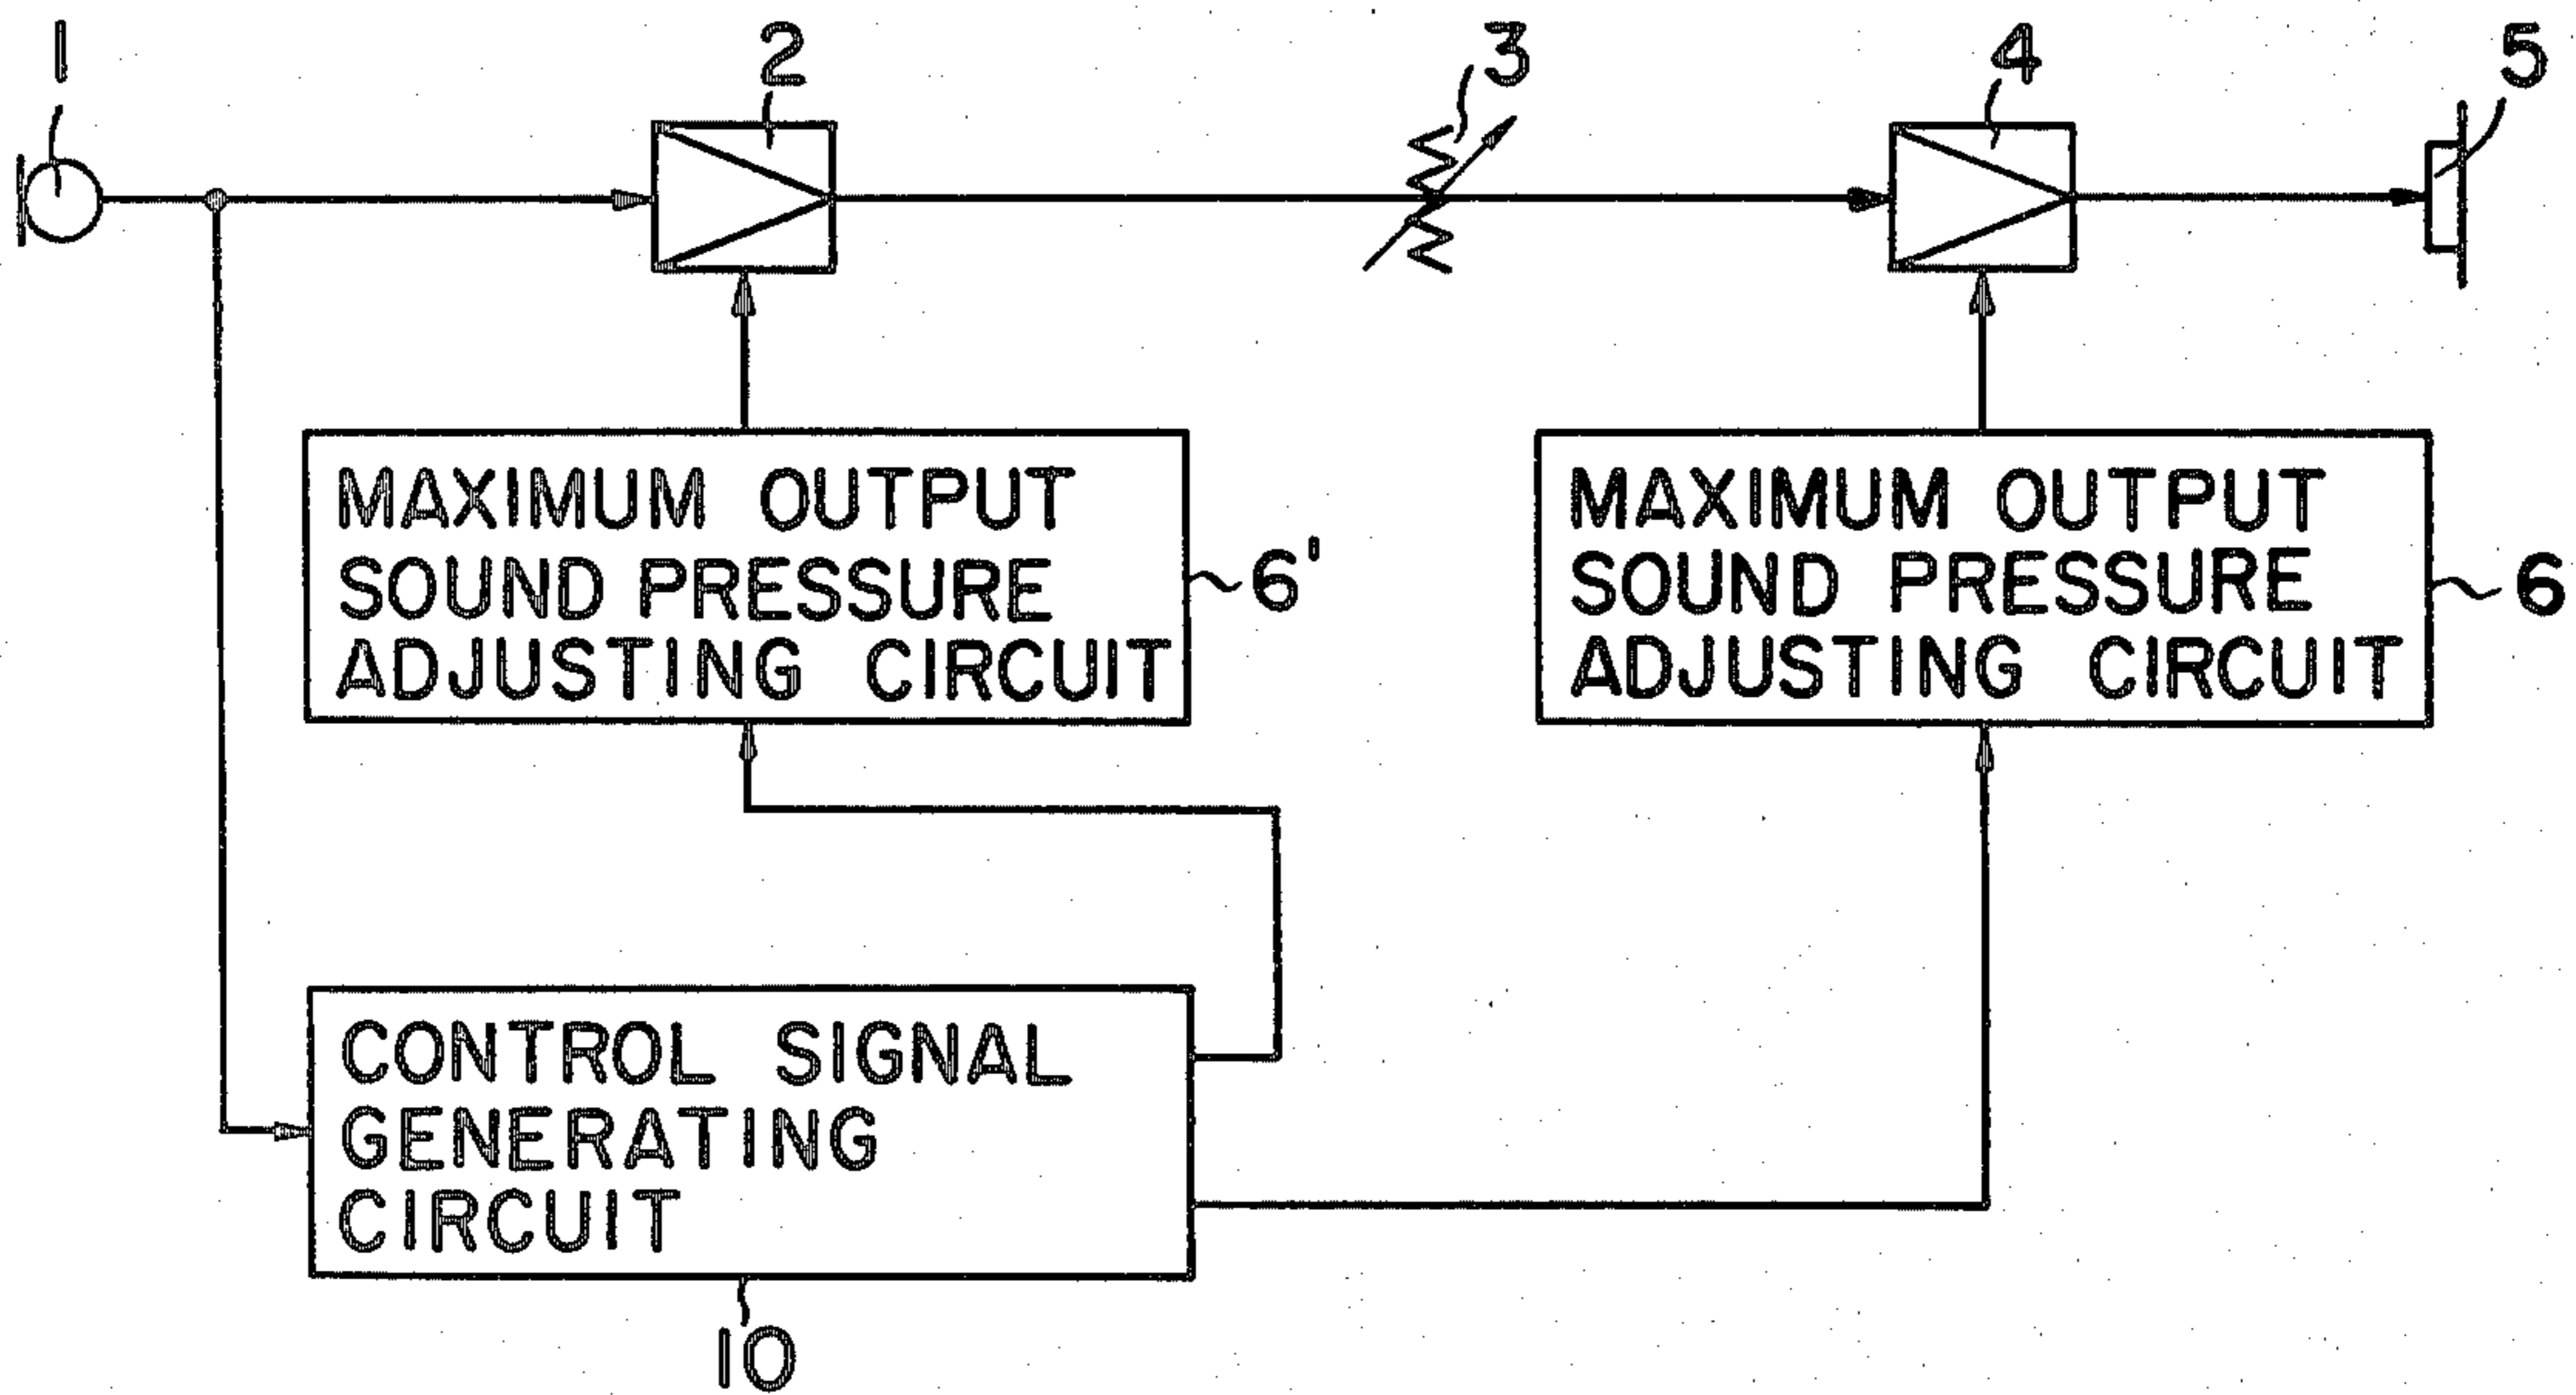 1
2
3
4
5
MAXIMUM OUTPUT
SOUND PRESSURE
ADJUSTING CIRCUIT
6'
MAXIMUM OUTPUT
SOUND PRESSURE
ADJUSTING CIRCUIT
6
CONTROL SIGNAL
GENERATING
CIRCUIT
10